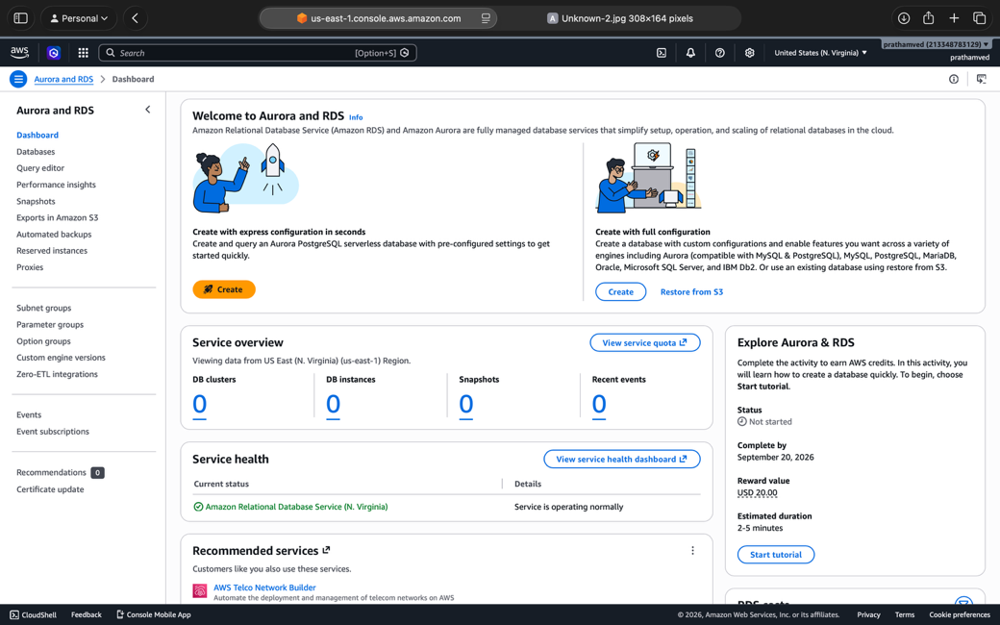 Personal
us-east-1.console.aws.amazon.com
A Unknown-2.jpg 308×164 pixels
aws
Search
[Option+S]
United States (N. Virginia)
prathamved (213348783129)
prathamved
Aurora and RDS
Dashboard
Aurora and RDS
Dashboard
Databases
Query editor
Performance insights
Snapshots
Exports in Amazon S3
Automated backups
Reserved instances
Proxies
Subnet groups
Parameter groups
Option groups
Custom engine versions
Zero-ETL integrations
Events
Event subscriptions
Recommendations 0
Certificate update
Welcome to Aurora and RDS Info
Amazon Relational Database Service (Amazon RDS) and Amazon Aurora are fully managed database services that simplify setup, operation, and scaling of relational databases in the cloud.
Create with express configuration in seconds
Create and query an Aurora PostgreSQL serverless database with pre-configured settings to get
started quickly.
Create
Create with full configuration
Create a database with custom configurations and enable features you want across a variety of
engines including Aurora (compatible with MySQL & PostgreSQL), MySQL, PostgreSQL, MariaDB,
Oracle, Microsoft SQL Server, and IBM Db2. Or use an existing database using restore from S3.
Create
Restore from S3
Service overview
View service quota
Viewing data from US East (N. Virginia) (us-east-1) Region.
DB clusters
0
DB instances
0
Snapshots
0
Recent events
0
Service health
View service health dashboard
Current status
Details
Amazon Relational Database Service (N. Virginia)
Service is operating normally
Recommended services
Customers like you also use these services.
AWS Telco Network Builder
Automate the deployment and management of telecom networks on AWS
Explore Aurora & RDS
Complete the activity to earn AWS credits. In this activity, you
will learn how to create a database quickly. To begin, choose
Start tutorial.
Status
Not started
Complete by
September 20, 2026
Reward value
USD 20.00
Estimated duration
2-5 minutes
Start tutorial
RDS costs
CloudShell
Feedback
Console Mobile App
© 2026, Amazon Web Services, Inc. or its affiliates.
Privacy
Terms
Cookie preferences